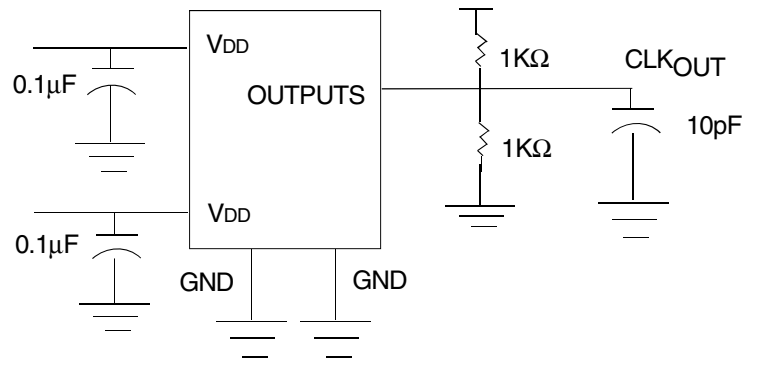 VDD
0.1μF
OUTPUTS
1KΩ
CLKOUT
10pF
1KΩ
VDD
0.1μF
GND
GND